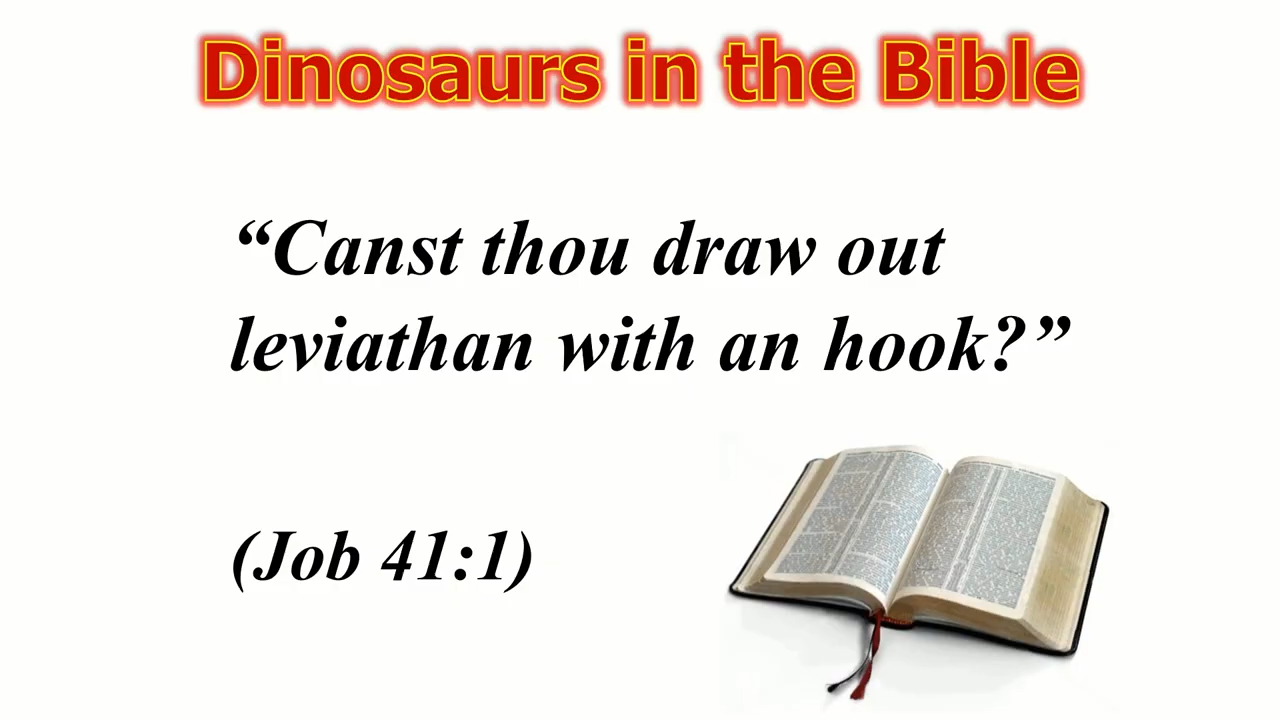 Dinosaurs in the Bible
“Canst thou draw out
leviathan with an hook?”
(Job 41:1)